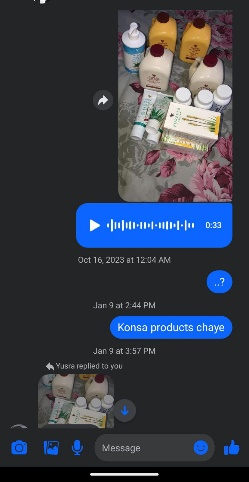 0:33
Oct 16, 2023 at 12:04 AM
..?
Jan 9 at 2:44 PM
Konsa products chaye
Jan 9 at 3:57 PM
Yusra replied to you
Message